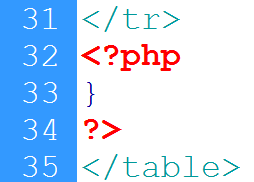 31 </tr>
32 <?php
33 }
34 ?>
35 </table>